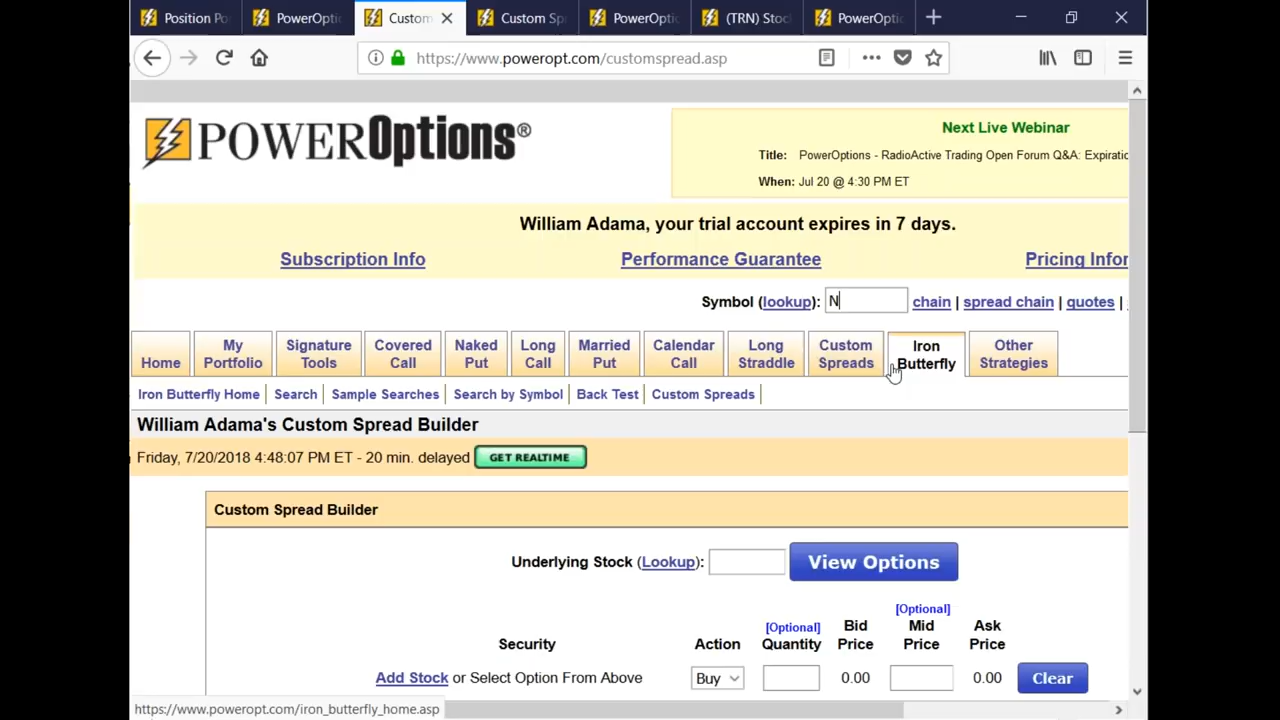 Position Po
PowerOptic
Custom
Custom Sp
PowerOptic
(TRN) Stoc
PowerOptic
https://www.poweropt.com/customspread.asp
POWEROptions®
Next Live Webinar
Title: PowerOptions - RadioActive Trading Open Forum Q&A: Expiratic
When: Jul 20 @ 4:30 PM ET
William Adama, your trial account expires in 7 days.
Subscription Info
Performance Guarantee
Pricing Infor
Symbol (lookup): N
chain | spread chain | quotes |
Home
My Portfolio
Signature Tools
Covered Call
Naked Put
Long Call
Married Put
Calendar Call
Long Straddle
Custom Spreads
Iron Butterfly
Other Strategies
Iron Butterfly Home | Search | Sample Searches | Search by Symbol | Back Test | Custom Spreads |
William Adama's Custom Spread Builder
Friday, 7/20/2018 4:48:07 PM ET - 20 min. delayed GET REALTIME
Custom Spread Builder
Underlying Stock (Lookup): View Options
Security
Action
[Optional] Quantity
Bid Price
[Optional] Mid Price
Ask Price
Add Stock or Select Option From Above Buy 0.00 0.00 Clear
https://www.poweropt.com/iron_butterfly_home.asp